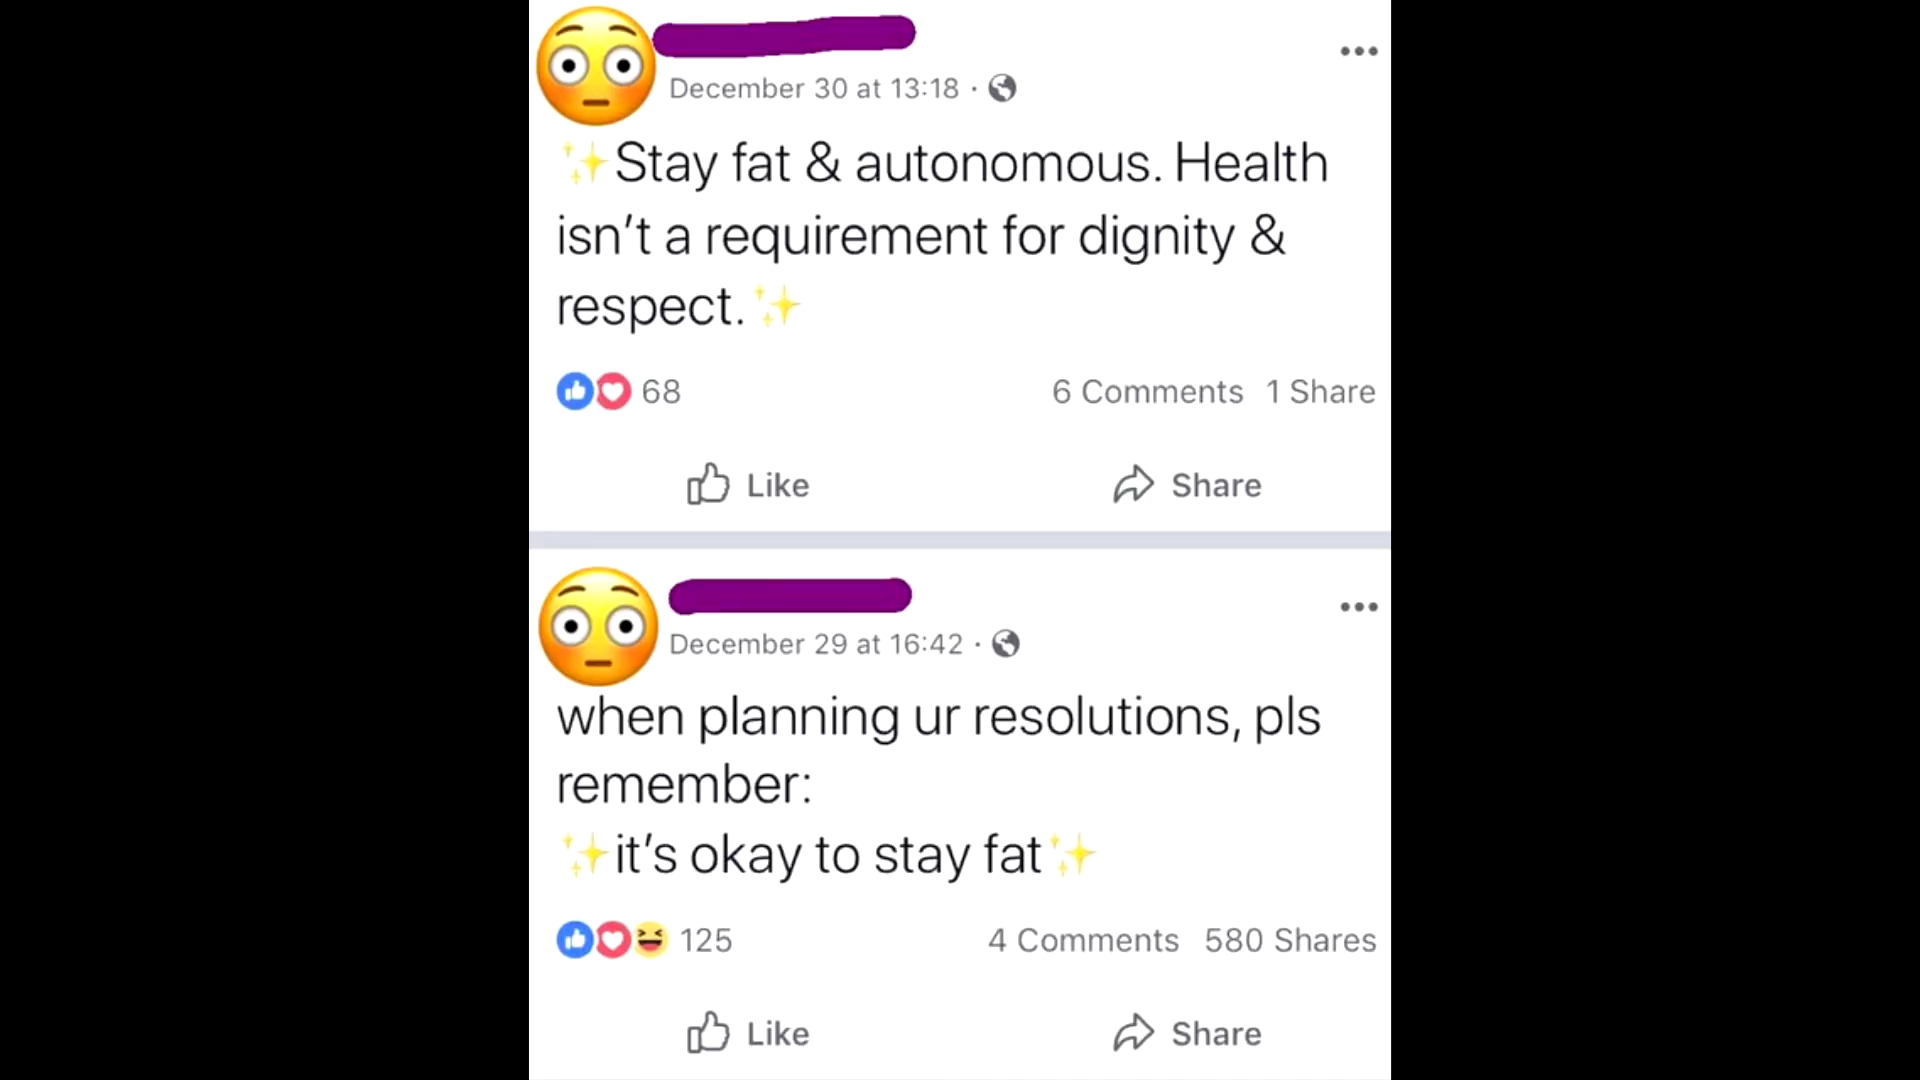 December 30 at 13:18 ·
✨Stay fat & autonomous. Health
isn’t a requirement for dignity &
respect.✨
68 6 Comments 1 Share
Like Share
December 29 at 16:42 ·
when planning ur resolutions, pls
remember:
✨it’s okay to stay fat✨
125 4 Comments 580 Shares
Like Share